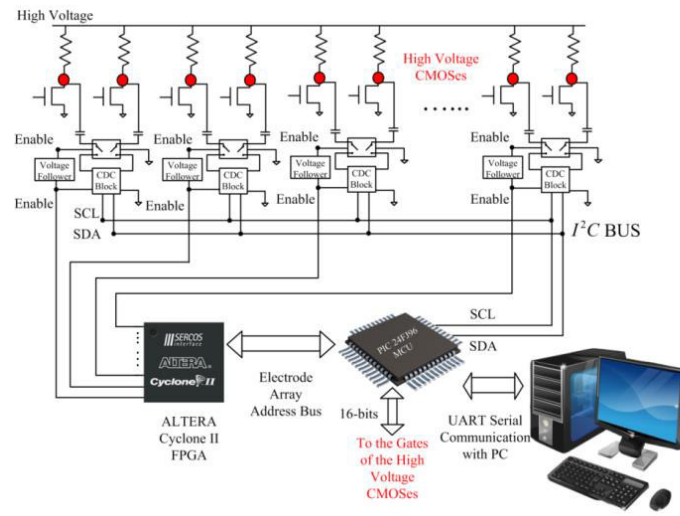 High Voltage
High Voltage
CMOSes
......
Enable
Enable
Enable
Enable
Voltage
Follower
CDC
Block
Voltage
Follower
CDC
Block
Voltage
Follower
CDC
Block
Voltage
Follower
CDC
Block
Enable
Enable
Enable
Enable
SCL
SDA
I²C BUS
SERCOS
interface
ALTERA
Cyclone II
PIC 24FJ96
MCU
SCL
SDA
Electrode
Array
Address Bus
16-bits
UART Serial
Communication
with PC
ALTERA
Cyclone II
FPGA
To the Gates
of the High
Voltage
CMOSes